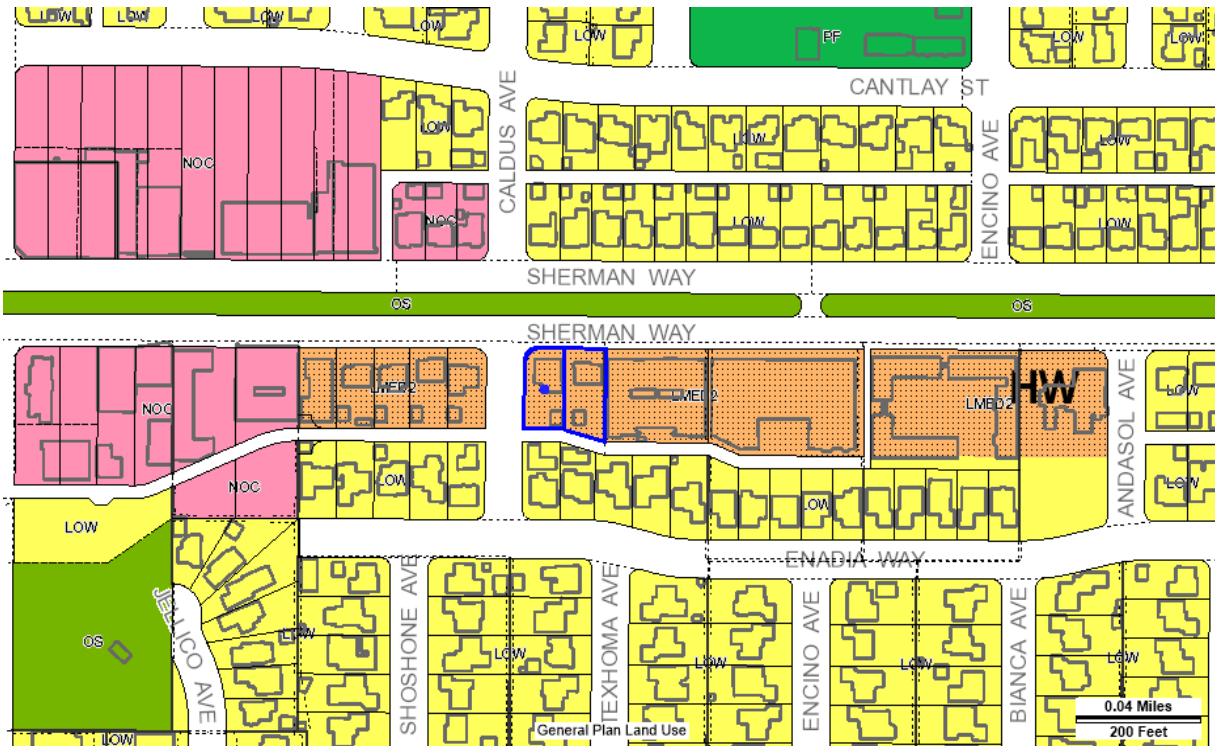 LOW
LOW
LOW
LOW
LOW
PF
LOW
LOW
CANTLAY ST
CALDUS AVE
ENCINO AVE
LOW
LOW
LOW
NOC
NOC
LOW
LOW
SHERMAN WAY
OS
OS
SHERMAN WAY
LMED2
LMED2
LMED2
HW
LOW
NOC
ANDASOL AVE
NOC
LOW
LOW
LOW
LOW
ENADIA WAY
JELLICO AVE
SHOSHONE AVE
TEXHOMA AVE
ENCINO AVE
BIANCA AVE
OS
LOW
LOW
LOW
LOW
LOW
LOW
0.04 Miles
200 Feet
General Plan Land Use